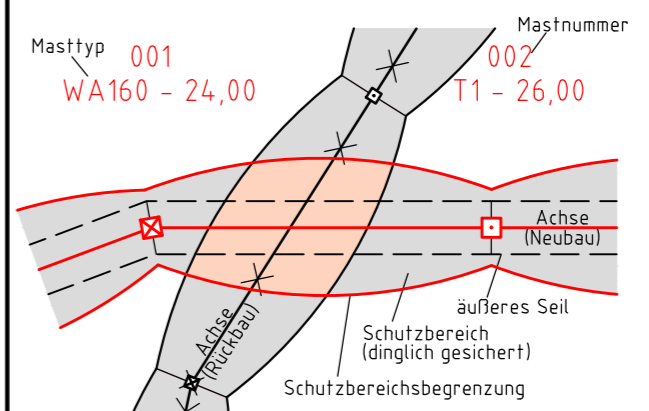 Mastnummer
Masttyp
001
002
WA160 - 24,00
T1 - 26,00
Achse
(Neubau)
äußeres Seil
Achse
(Rückbau)
Schutzbereich
(dinglich gesichert)
Schutzbereichsbegrenzung